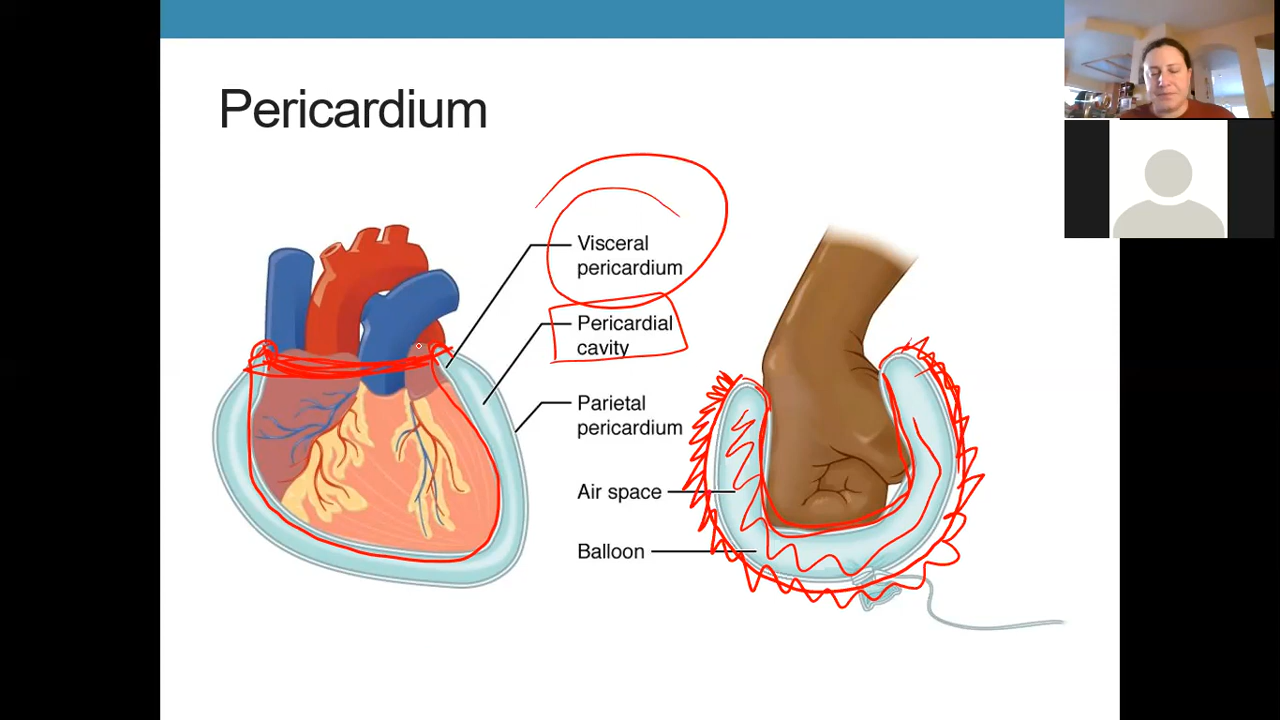 Pericardium
Visceral
pericardium
Pericardial
cavity
Parietal
pericardium
Air space
Balloon